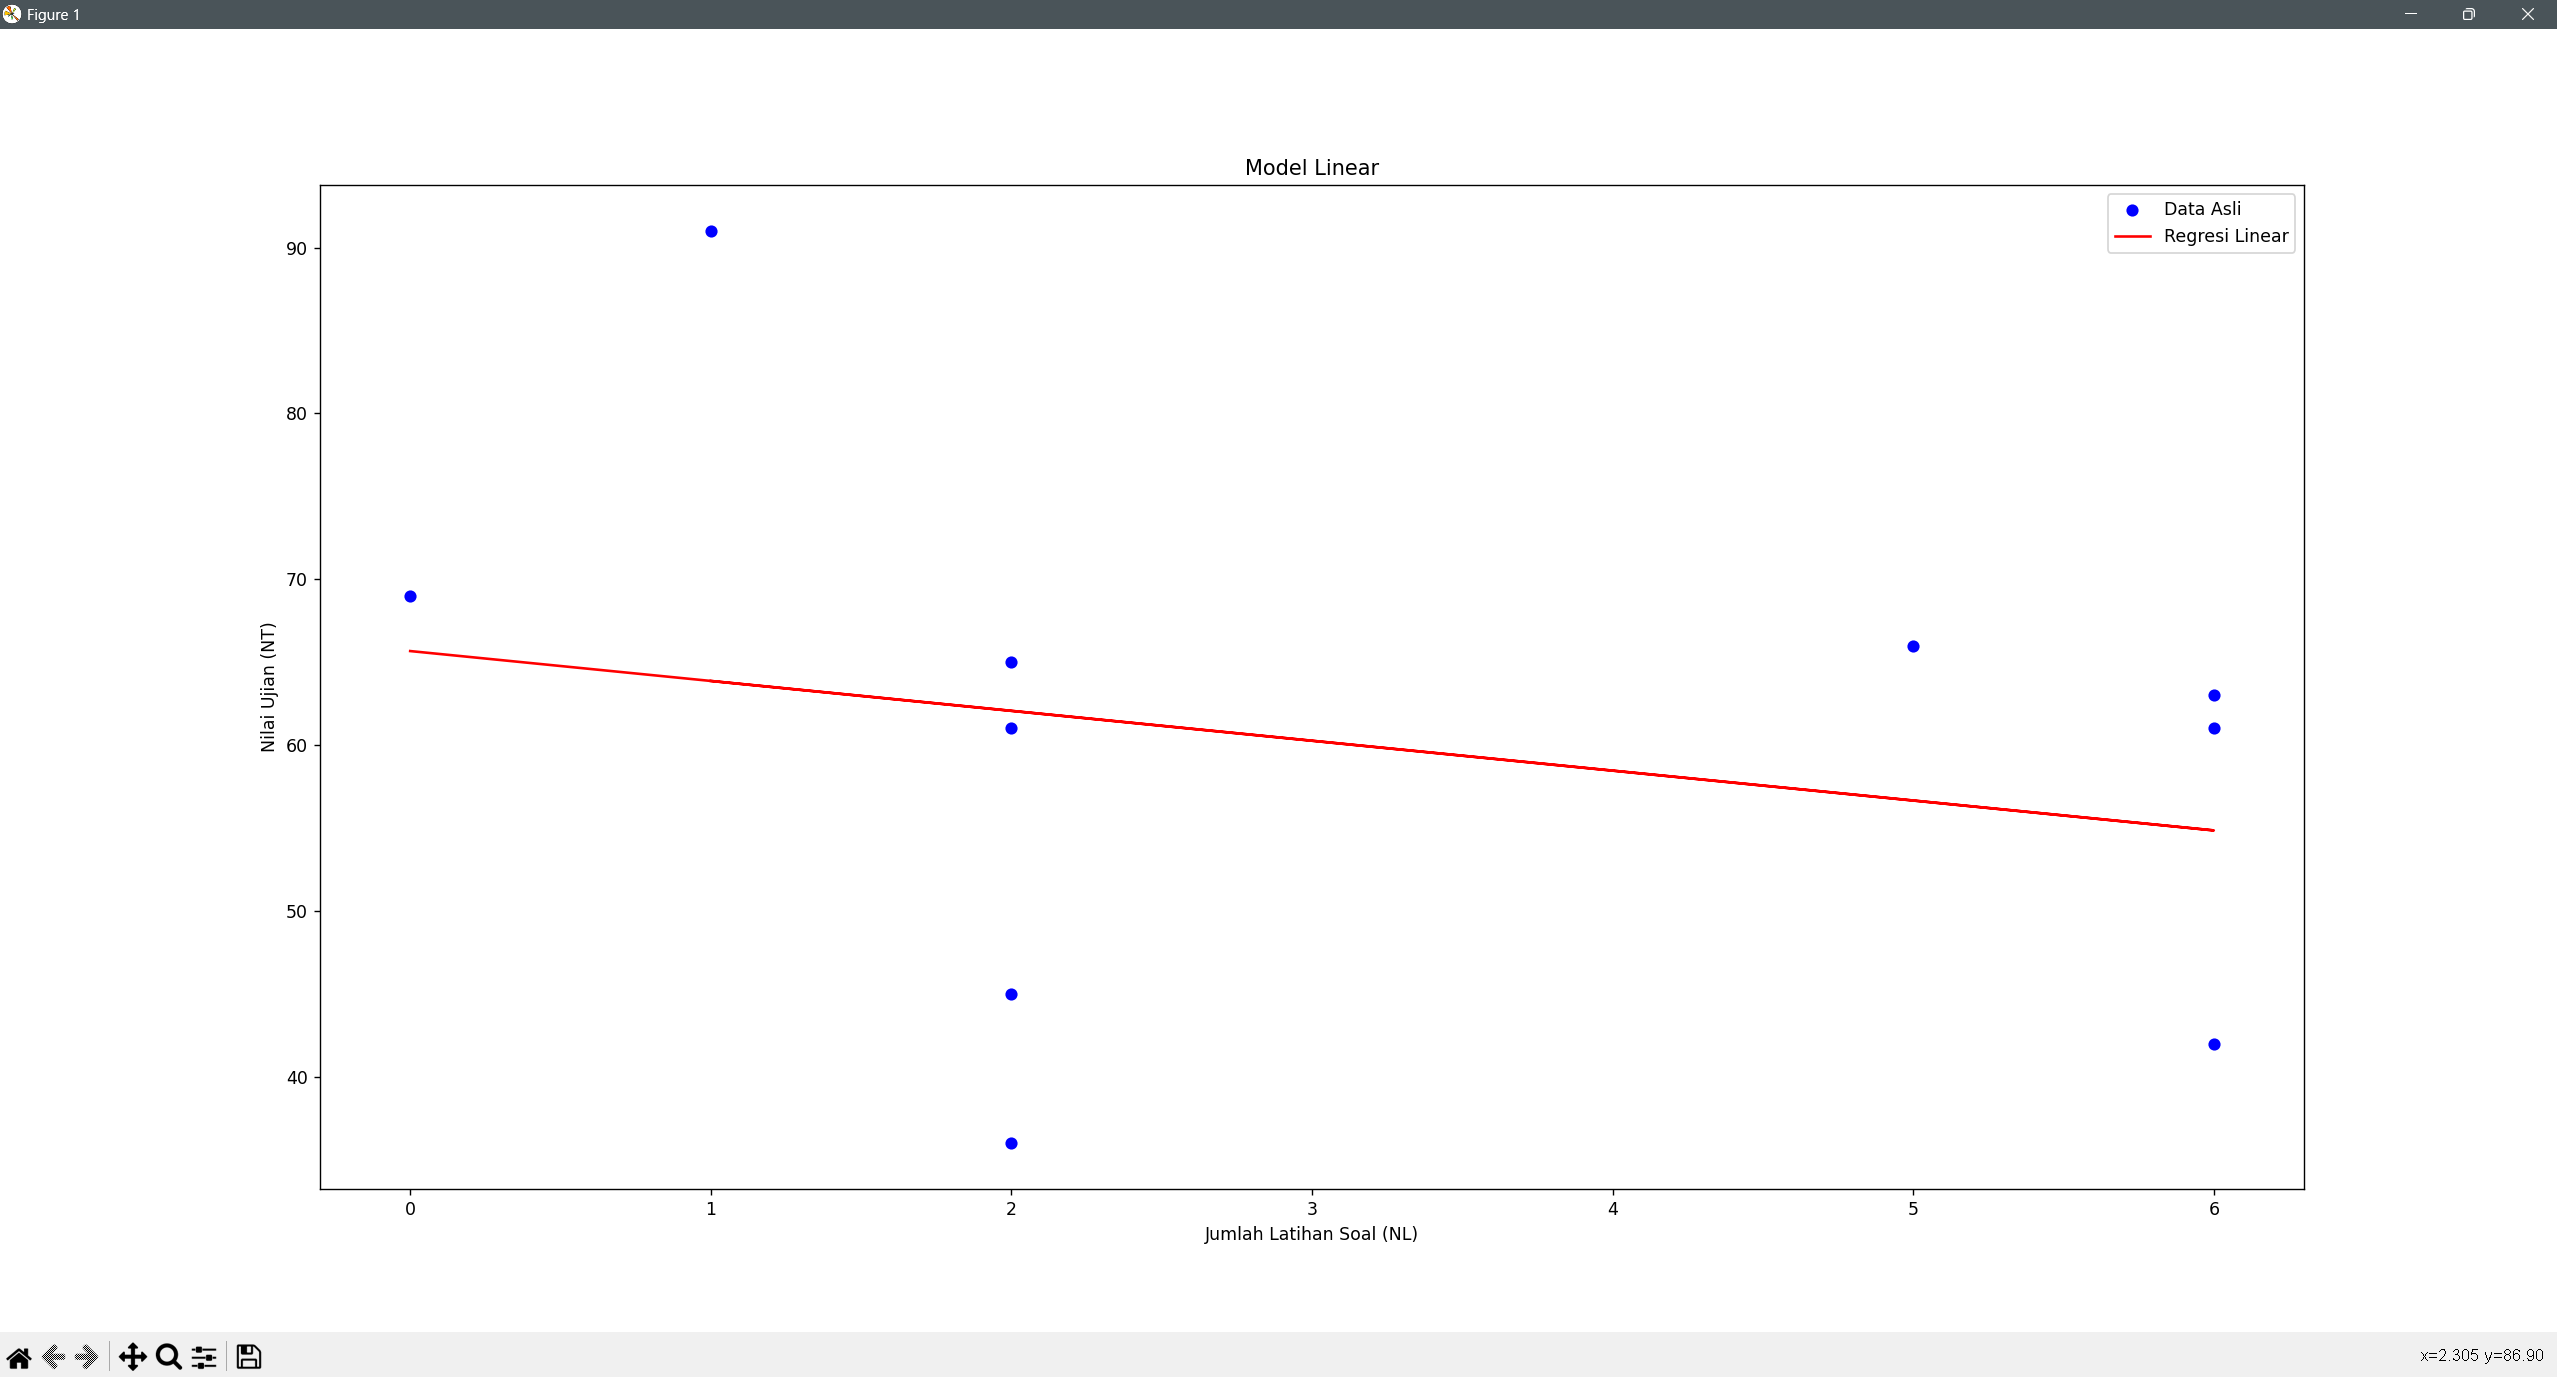 Figure 1
Model Linear
Data Asli
Regresi Linear
90
80
70
60
50
40
Nilai Ujian (NT)
0 1 2 3 4 5 6
Jumlah Latihan Soal (NL)
x=2.305 y=86.90